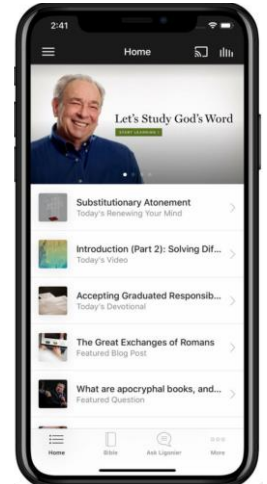 2:41
Home
Let's Study God's Word
START LEARNING
Substitutionary Atonement
Today's Renewing Your Mind
Introduction (Part 2): Solving Dif...
Today's Video
Accepting Graduated Responsib...
Today's Devotional
The Great Exchanges of Romans
Featured Blog Post
What are apocryphal books, and...
Featured Question
Home
Bible
Ask Ligonier
More